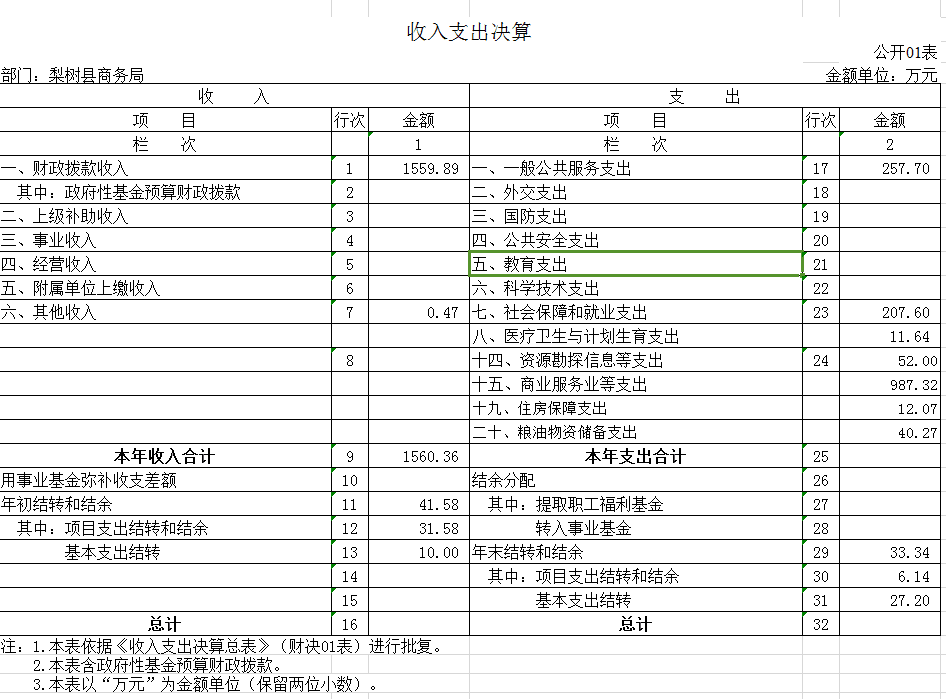 收入支出决算
公开01表
部门：梨树县商务局 金额单位：万元
收 入 支 出
项 目 行次 金额 项 目 行次 金额
栏 次 1 栏 次 2
一、财政拨款收入 1 1559.89 一、一般公共服务支出 17 257.70
其中：政府性基金预算财政拨款 2 二、外交支出 18
二、上级补助收入 3 三、国防支出 19
三、事业收入 4 四、公共安全支出 20
四、经营收入 5 五、教育支出 21
五、附属单位上缴收入 6 六、科学技术支出 22
六、其他收入 7 0.47 七、社会保障和就业支出 23 207.60
八、医疗卫生与计划生育支出 11.64
8 十四、资源勘探信息等支出 24 52.00
十五、商业服务业等支出 987.32
十九、住房保障支出 12.07
二十、粮油物资储备支出 40.27
本年收入合计 9 1560.36 本年支出合计 25
用事业基金弥补收支差额 10 结余分配 26
年初结转和结余 11 41.58 其中：提取职工福利基金 27
其中：项目支出结转和结余 12 31.58 转入事业基金 28
基本支出结转 13 10.00 年末结转和结余 29 33.34
14 其中：项目支出结转和结余 30 6.14
15 基本支出结转 31 27.20
总计 16 总计 32
注：1.本表依据《收入支出决算总表》（财决01表）进行批复。
2.本表含政府性基金预算财政拨款。
3.本表以“万元”为金额单位（保留两位小数）。